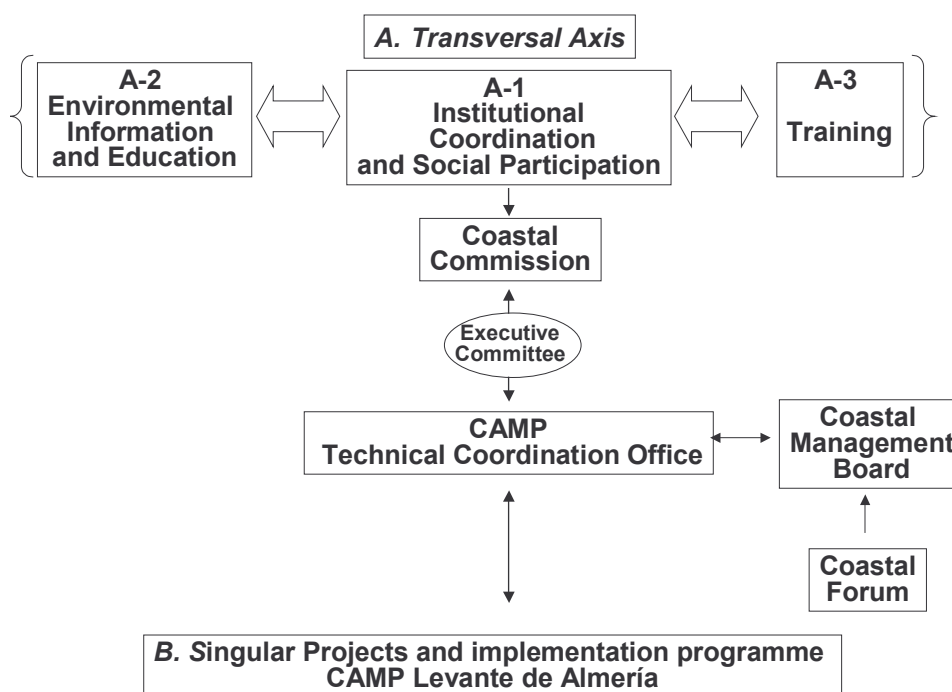 A. Transversal Axis
A-2
Environmental
Information
and Education
A-1
Institutional
Coordination
and Social Participation
A-3
Training
Coastal
Commission
Executive
Committee
CAMP
Technical Coordination Office
Coastal
Management
Board
Coastal
Forum
B. Singular Projects and implementation programme
CAMP Levante de Almería